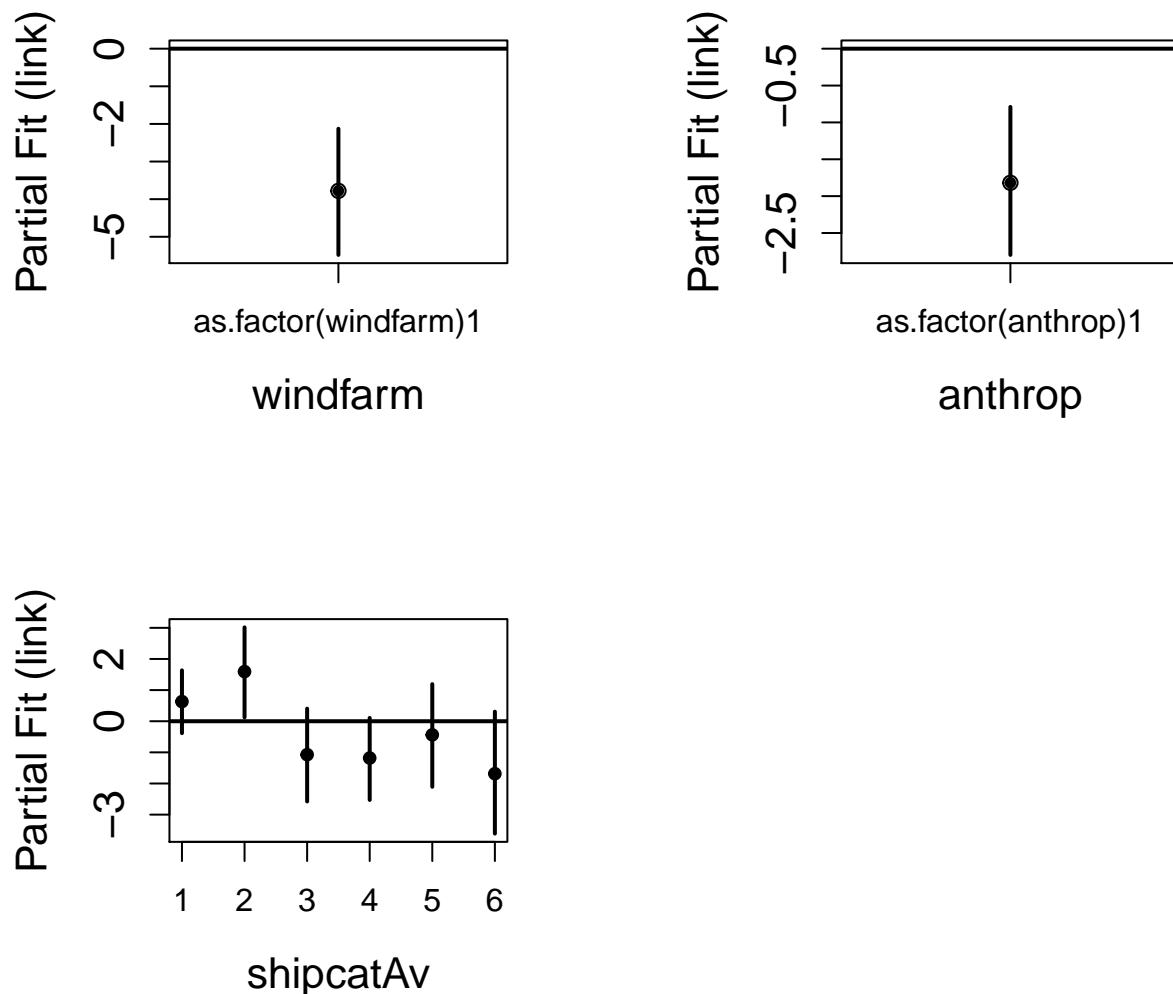 Partial Fit (link)
0
−2
−5
as.factor(windfarm)1
windfarm
Partial Fit (link)
−0.5
−2.5
as.factor(anthrop)1
anthrop
Partial Fit (link)
2
0
−3
1 2 3 4 5 6
shipcatAv